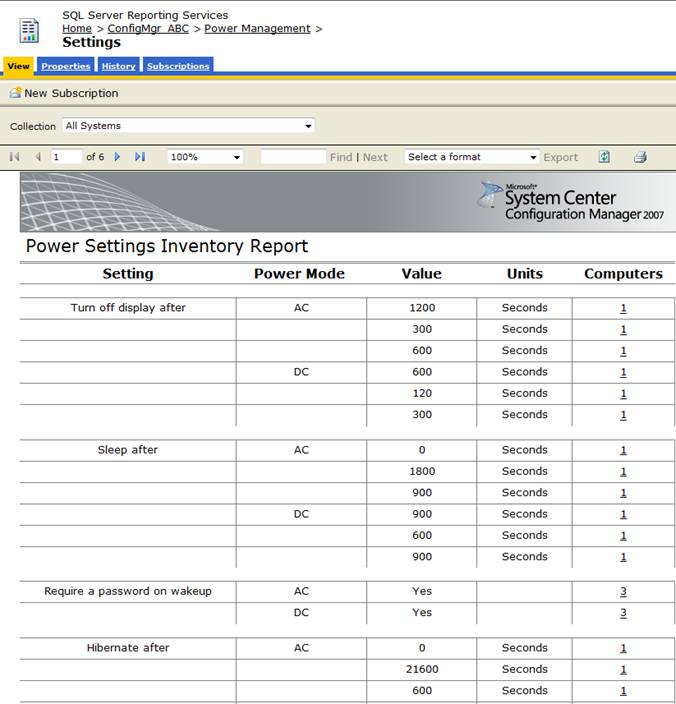 SQL Server Reporting Services
Home > ConfigMgr_ABC > Power Management >
Settings
View Properties History Subscriptions
New Subscription
Collection All Systems
1 of 6 100% Find | Next Select a format Export
Microsoft®
System Center
Configuration Manager 2007
Power Settings Inventory Report
Setting Power Mode Value Units Computers
Turn off display after AC 1200 Seconds 1
300 Seconds 1
600 Seconds 1
DC 600 Seconds 1
120 Seconds 1
300 Seconds 1
Sleep after AC 0 Seconds 1
1800 Seconds 1
900 Seconds 1
DC 900 Seconds 1
600 Seconds 1
900 Seconds 1
Require a password on wakeup AC Yes 3
DC Yes 3
Hibernate after AC 0 Seconds 1
21600 Seconds 1
600 Seconds 1